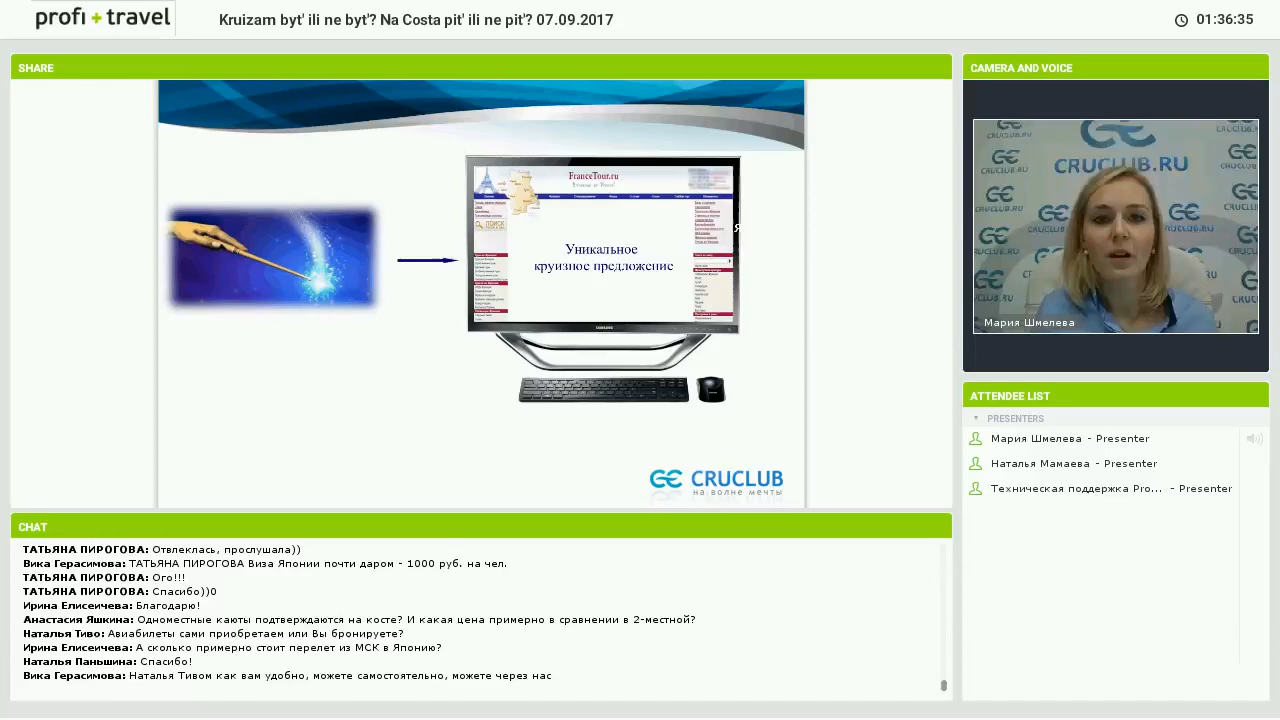 profi + travel
Kruizam byt' ili ne byt'? Na Costa pit' ili ne pit'? 07.09.2017
01:36:35
SHARE
FranceTour.ru
ПОИСК
Уникальное
круизное предложение
CRUCLUB
на волне мечты
CAMERA AND VOICE
CRUCLUB.RU
Мария Шмелева
ATTENDEE LIST
PRESENTERS
Мария Шмелева - Presenter
Наталья Мамаева - Presenter
Техническая поддержка Pro... - Presenter
CHAT
ТАТЬЯНА ПИРОГОВА: Отвлеклась, прослушала))
Вика Герасимова: ТАТЬЯНА ПИРОГОВА Виза Японии почти даром - 1000 руб. на чел.
ТАТЬЯНА ПИРОГОВА: Ого!!!
ТАТЬЯНА ПИРОГОВА: Спасибо))0
Ирина Елисеичева: Благодарю!
Анастасия Яшкина: Одноместные каюты подтверждаются на косте? И какая цена примерно в сравнении в 2-местной?
Наталья Тиво: Авиабилеты сами приобретаем или Вы бронируете?
Ирина Елисеичева: А сколько примерно стоит перелет из МСК в Японию?
Наталья Паньшина: Спасибо!
Вика Герасимова: Наталья Тивом как вам удобно, можете самостоятельно, можете через нас